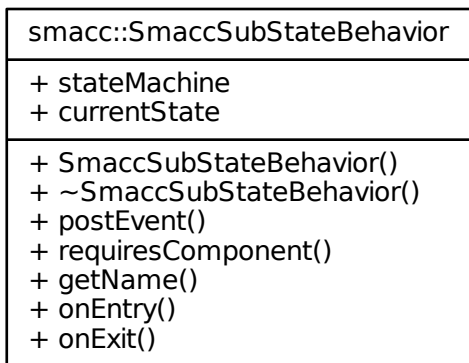 smacc::SmaccSubStateBehavior
+ stateMachine
+ currentState
+ SmaccSubStateBehavior()
+ ~SmaccSubStateBehavior()
+ postEvent()
+ requiresComponent()
+ getName()
+ onEntry()
+ onExit()